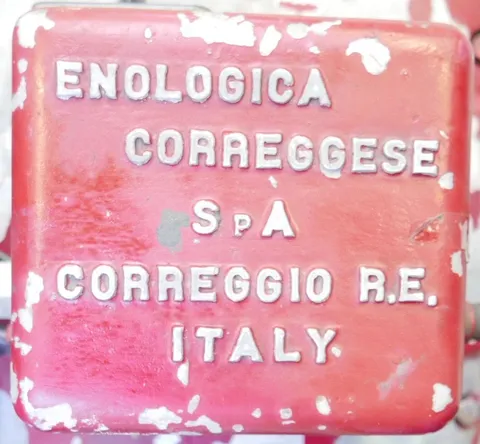 ENOLOGICA
CORREGGESE
SpA
CORREGGIO R.E.
ITALY